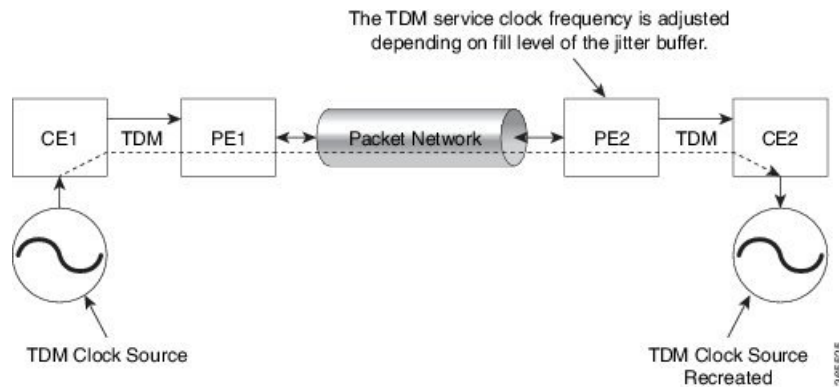 The TDM service clock frequency is adjusted
depending on fill level of the jitter buffer.
CE1
TDM
PE1
Packet Network
PE2
TDM
CE2
TDM Clock Source
TDM Clock Source
Recreated